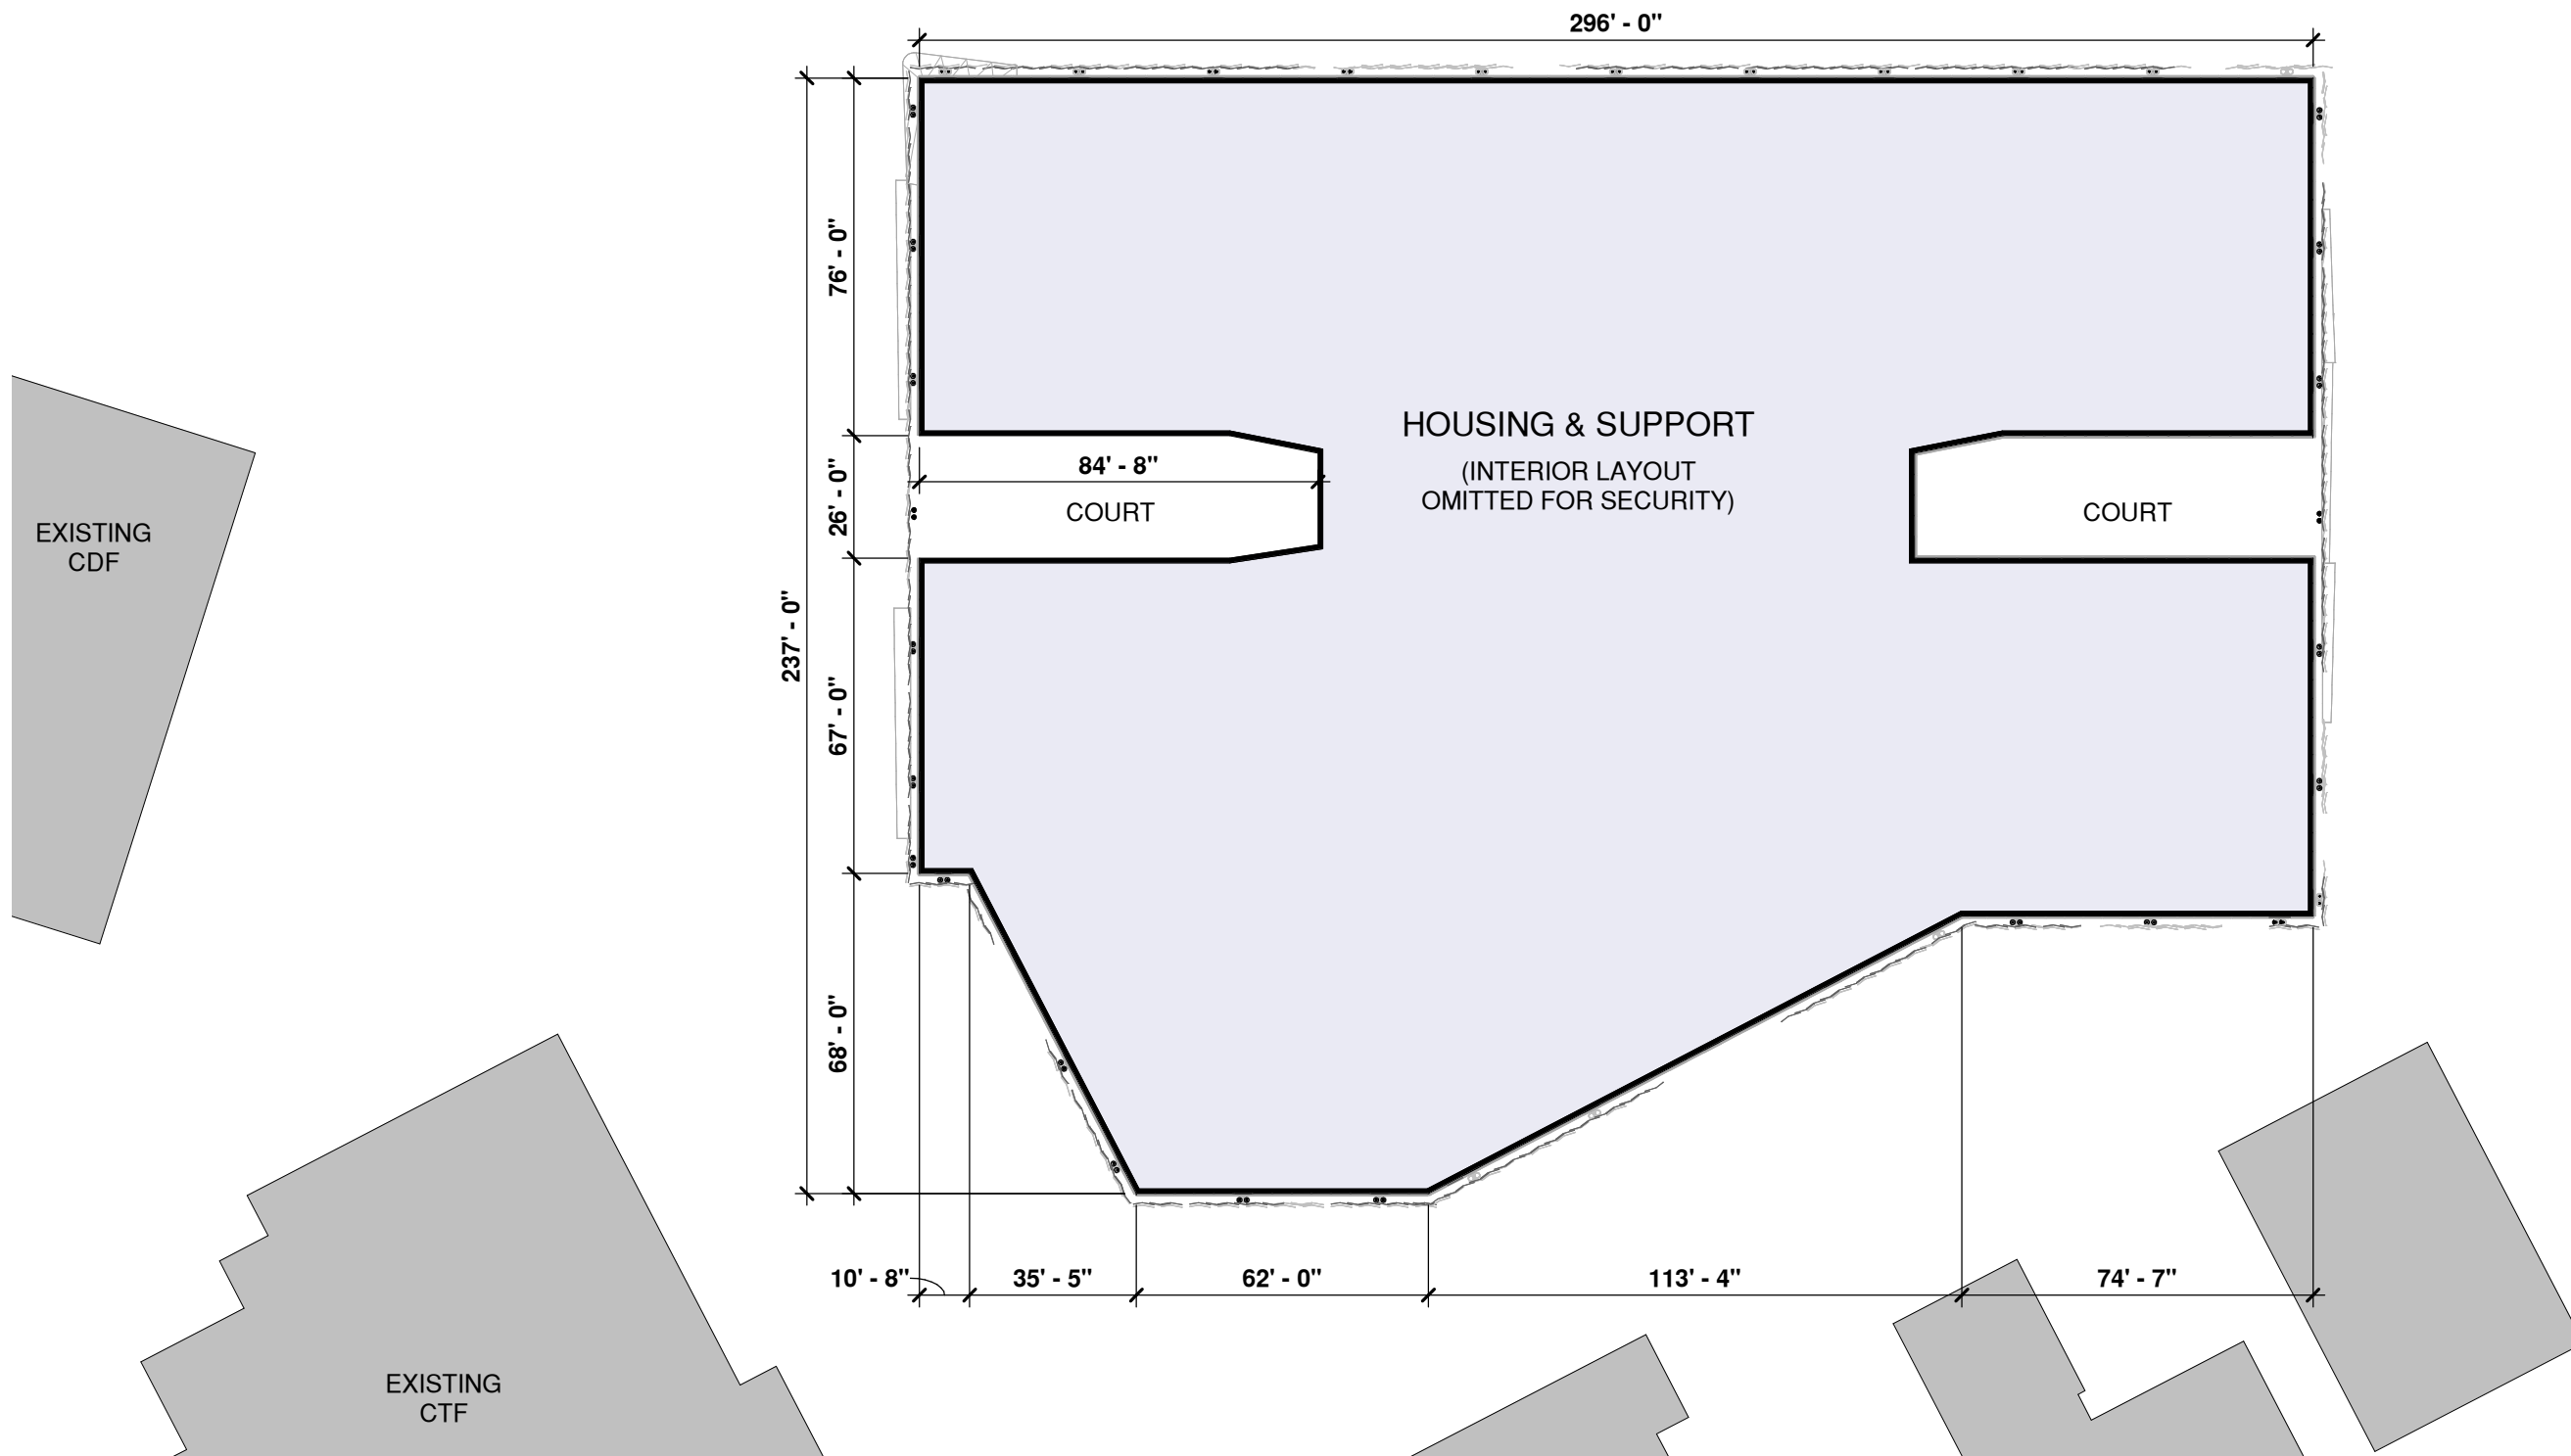 296' - 0"
76' - 0"
HOUSING & SUPPORT
84' - 8"
(INTERIOR LAYOUT
OMITTED FOR SECURITY)
26' - 0"
COURT
COURT
EXISTING
CDF
237' - 0"
67' - 0"
68' - 0"
10' - 8"
35' - 5"
62' - 0"
113' - 4"
74' - 7"
EXISTING
CTF